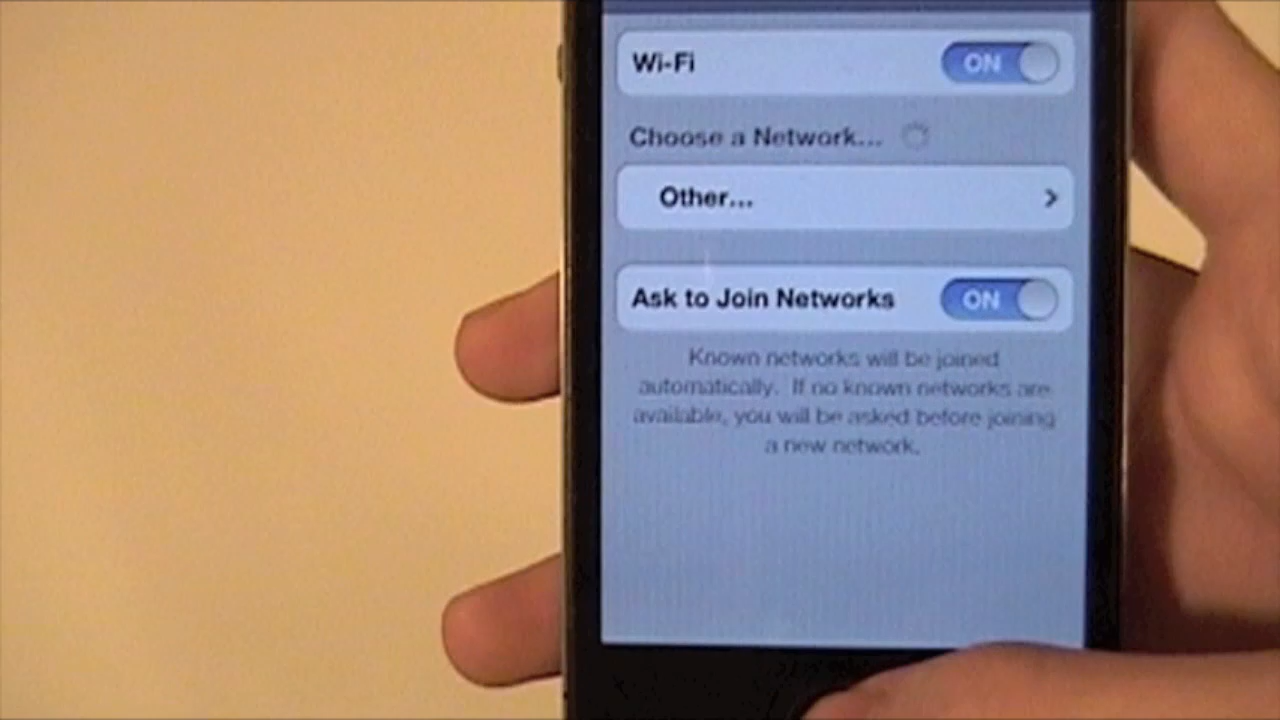 Wi-Fi ON
Choose a Network...
Other...
Ask to Join Networks ON
Known networks will be joined
automatically. If no known networks are
available, you will be asked before joining
a new network.